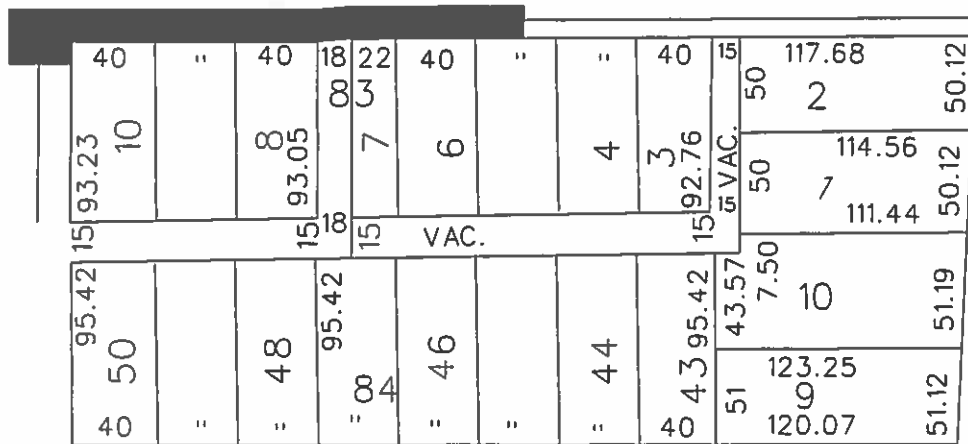 40 " 40 18 22 40 " " 40 15 117.68
83
50 2 50.12
93.23 10 8 93.05 7 6 4 3 92.76 15 VAC. 50 114.56
1 50.12
111.44
15 15 18 15 VAC. 15
95.42 95.42 95.42 43.57 7.50 10 51.19
50 48 84 46 44 43 51 123.25
9 51.12
40 " " " " " " 40 120.07